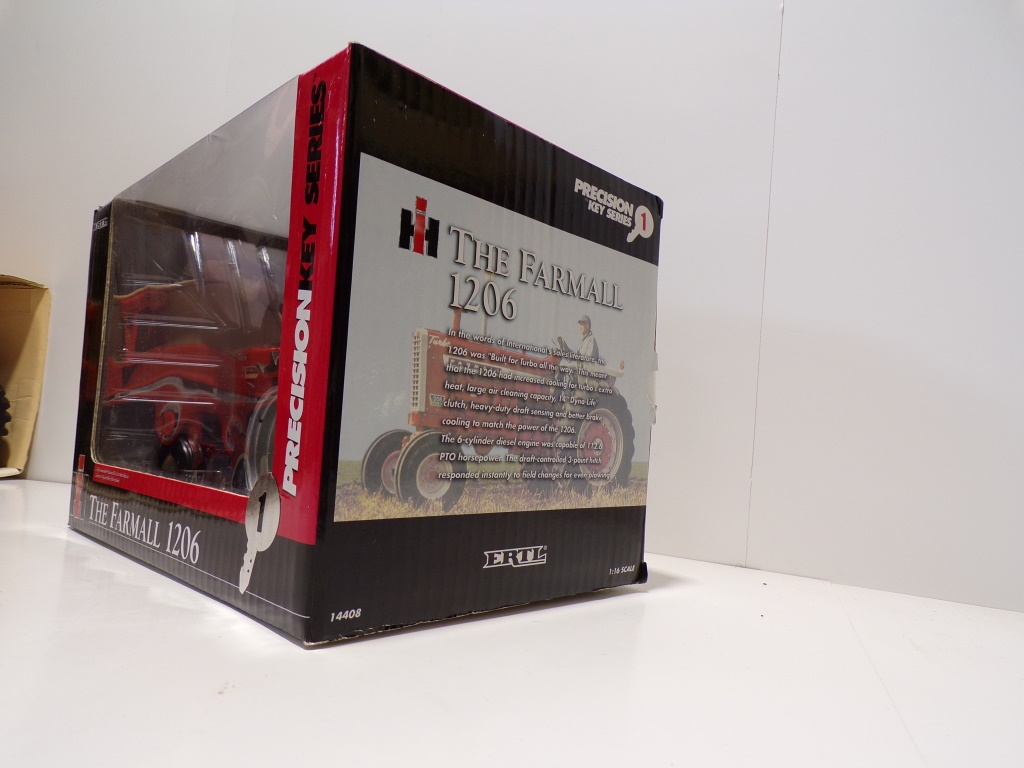 PRECISION KEY SERIES
THE FARMALL 1206
1
PRECISION
KEY SERIES
1
IH
THE FARMALL
1206
In the words of International's sales literature, the
1206 was "Built for Turbo all the way." This meant
that the 1206 had increased cooling for turbo's extra
heat, large air cleaning capacity, 14" Dyna-Life
clutch, heavy-duty draft sensing and better brake
cooling to match the power of the 1206.
The 6-cylinder diesel engine was capable of 112.6
PTO horsepower. The draft-controlled 3-point hitch
responded instantly to field changes for even plowing.
Turbo
ERTL
1:16 SCALE
14408